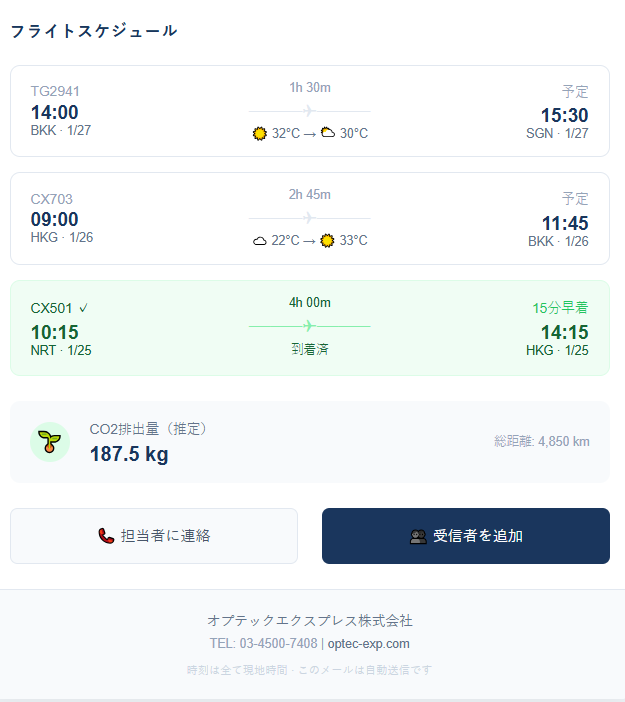 フライトスケジュール
TG2941 1h 30m 予定
14:00 15:30
BKK · 1/27 32°C → 30°C SGN · 1/27
CX703 2h 45m 予定
09:00 11:45
HKG · 1/26 22°C → 33°C BKK · 1/26
CX501 ✓ 4h 00m 15分早着
10:15 14:15
NRT · 1/25 到着済 HKG · 1/25
CO2排出量（推定）
187.5 kg 総距離: 4,850 km
担当者に連絡 受信者を追加
オプテックエクスプレス株式会社
TEL: 03-4500-7408 | optec-exp.com
時刻は全て現地時間 · このメールは自動送信です